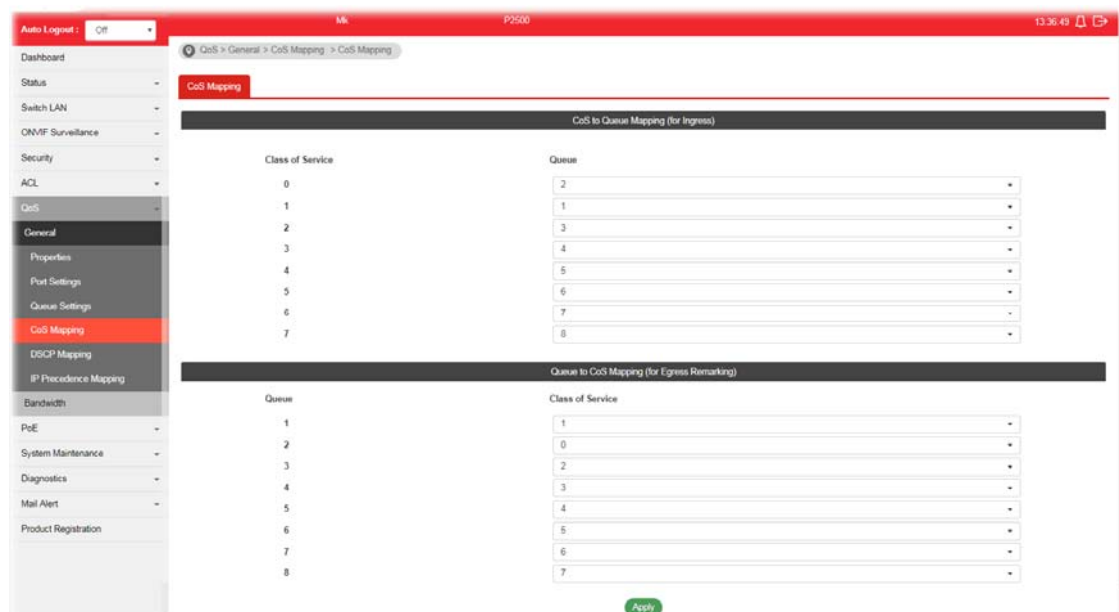 Auto Logout : Off
Mk P2500 13:36:49
Dashboard
Status
Switch LAN
ONVIF Surveillance
Security
ACL
QoS
General
Properties
Port Settings
Queue Settings
CoS Mapping
DSCP Mapping
IP Precedence Mapping
Bandwidth
PoE
System Maintenance
Diagnostics
Mail Alert
Product Registration
QoS > General > CoS Mapping > CoS Mapping
CoS Mapping
CoS to Queue Mapping (for Ingress)
Class of Service Queue
0 2
1 1
2 3
3 4
4 5
5 6
6 7
7 8
Queue to CoS Mapping (for Egress Remarking)
Queue Class of Service
1 1
2 0
3 2
4 3
5 4
6 5
7 6
8 7
Apply